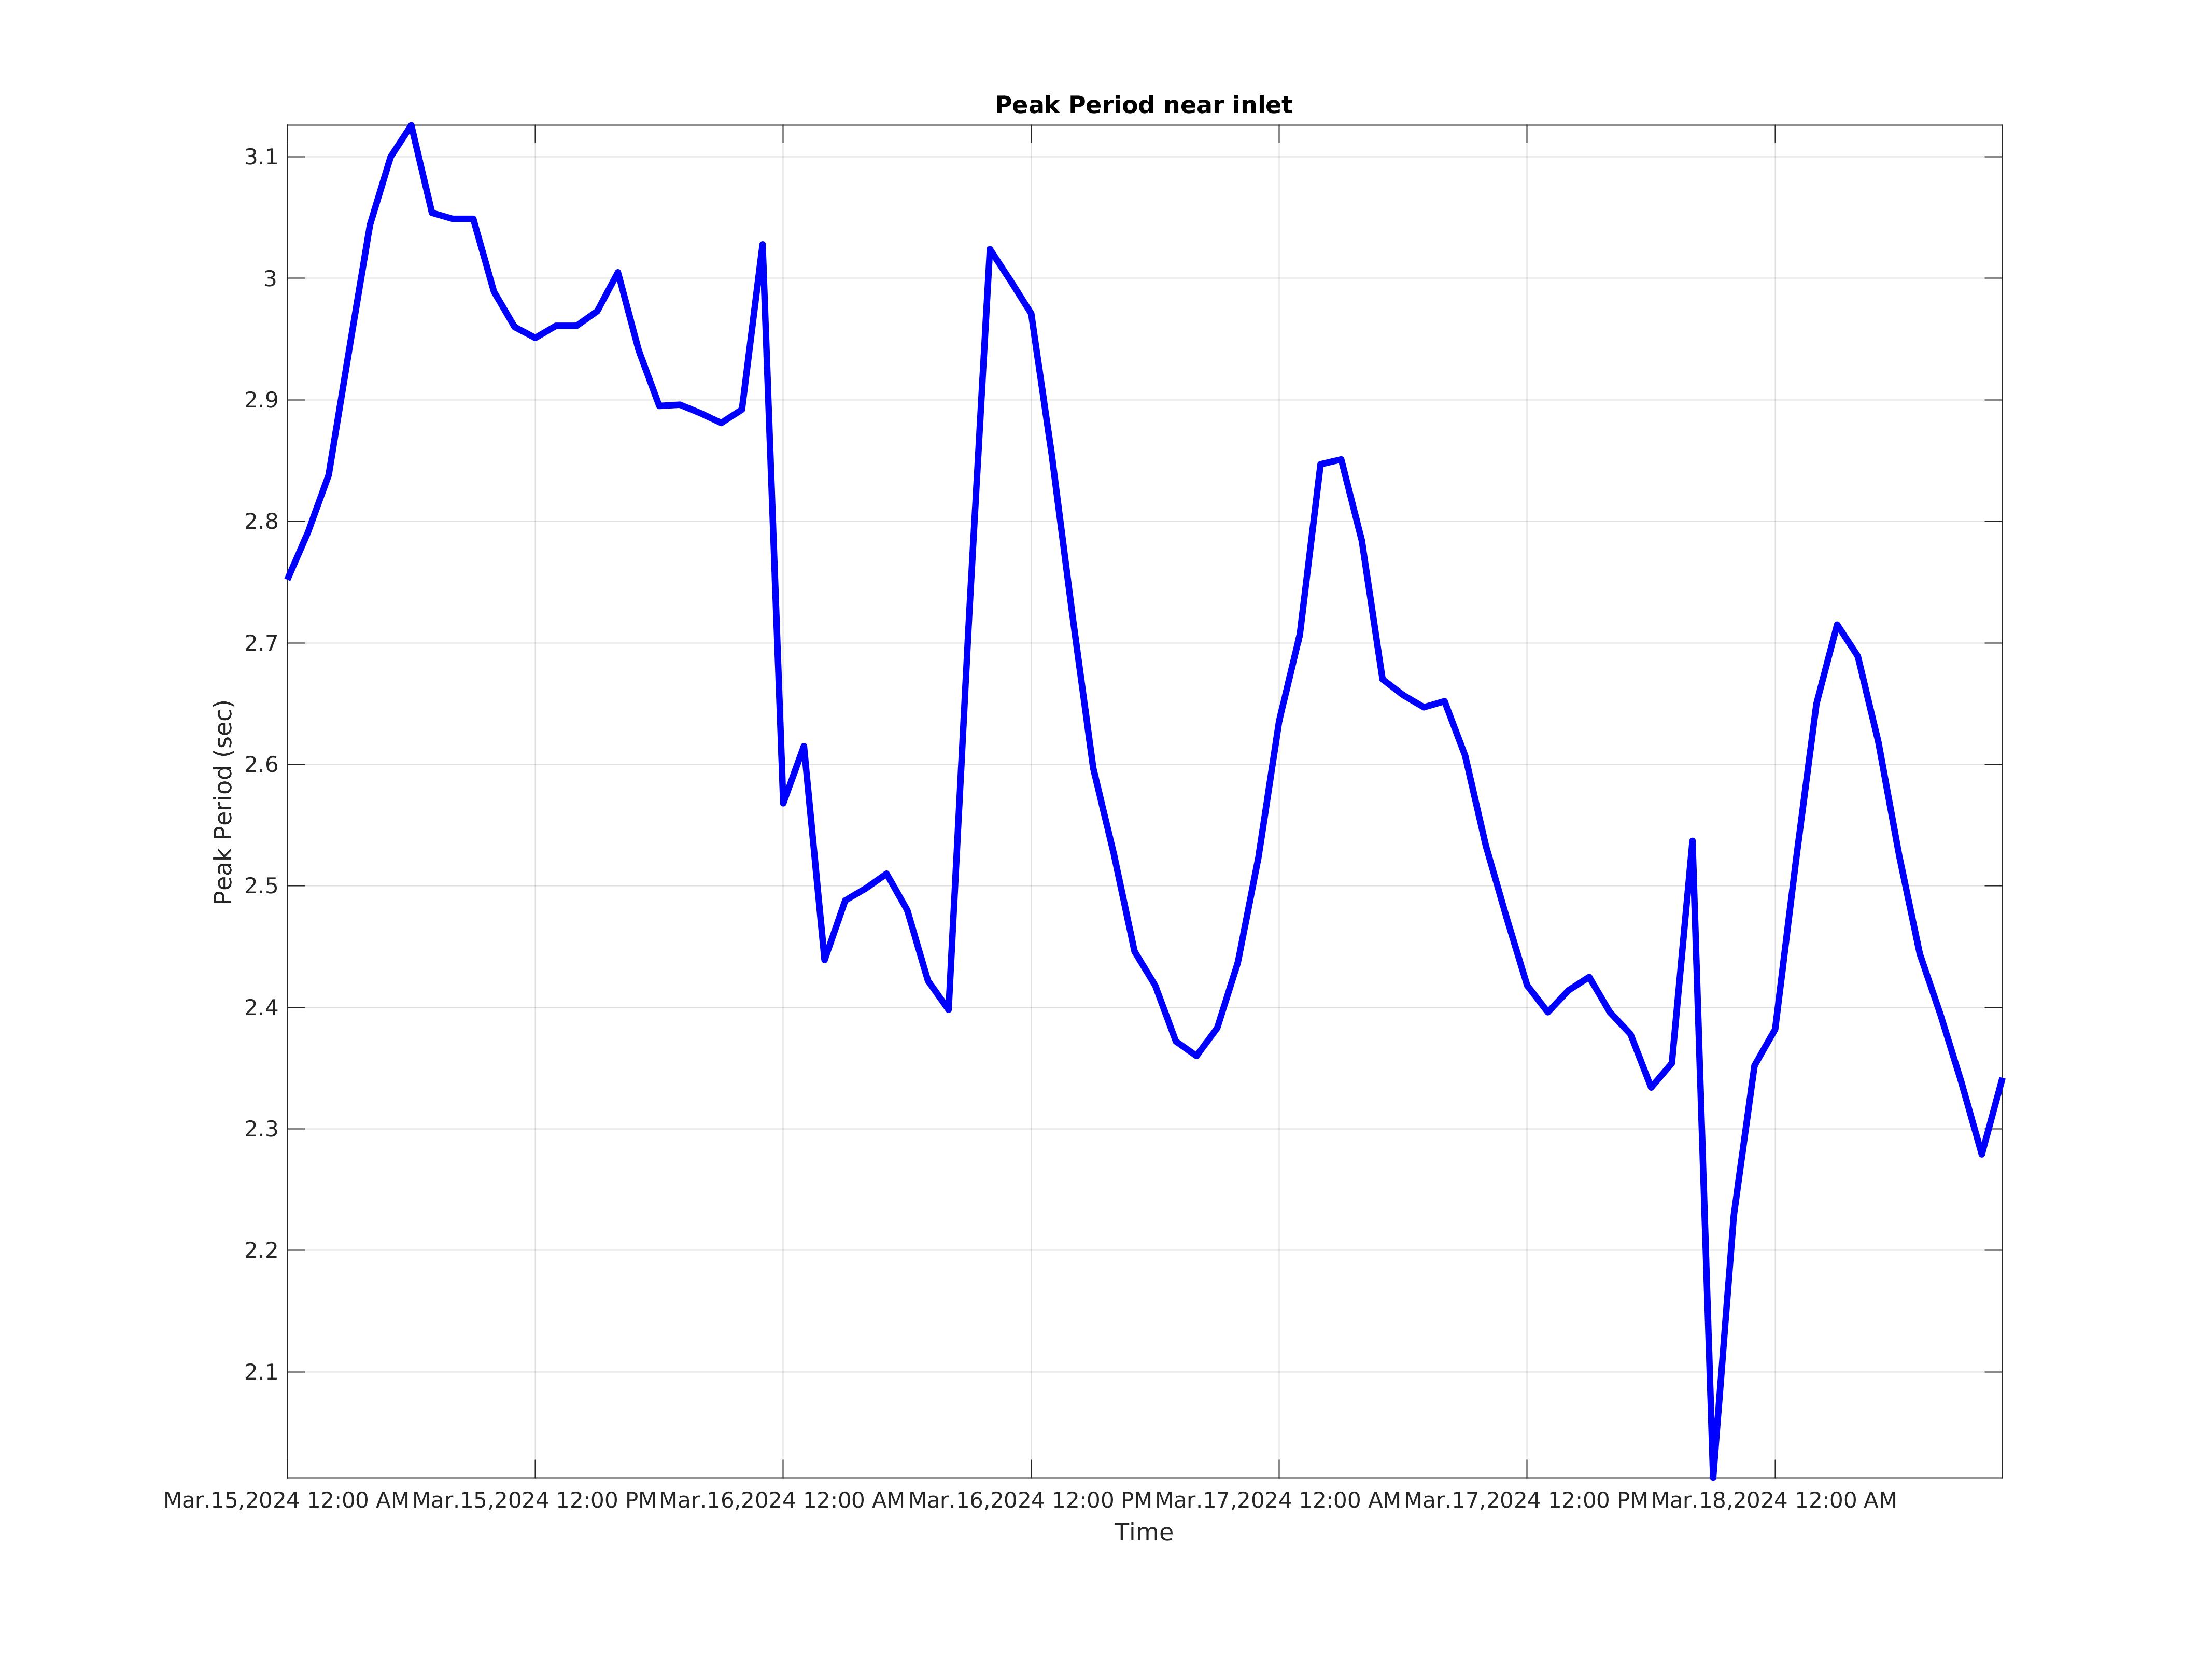 Peak Period near inlet
3.1
3
2.9
2.8
2.7
2.6
2.5
2.4
2.3
2.2
2.1
Peak Period (sec)
Mar.15,2024 12:00 AM Mar.15,2024 12:00 PM Mar.16,2024 12:00 AM Mar.16,2024 12:00 PM Mar.17,2024 12:00 AM Mar.17,2024 12:00 PM Mar.18,2024 12:00 AM
Time